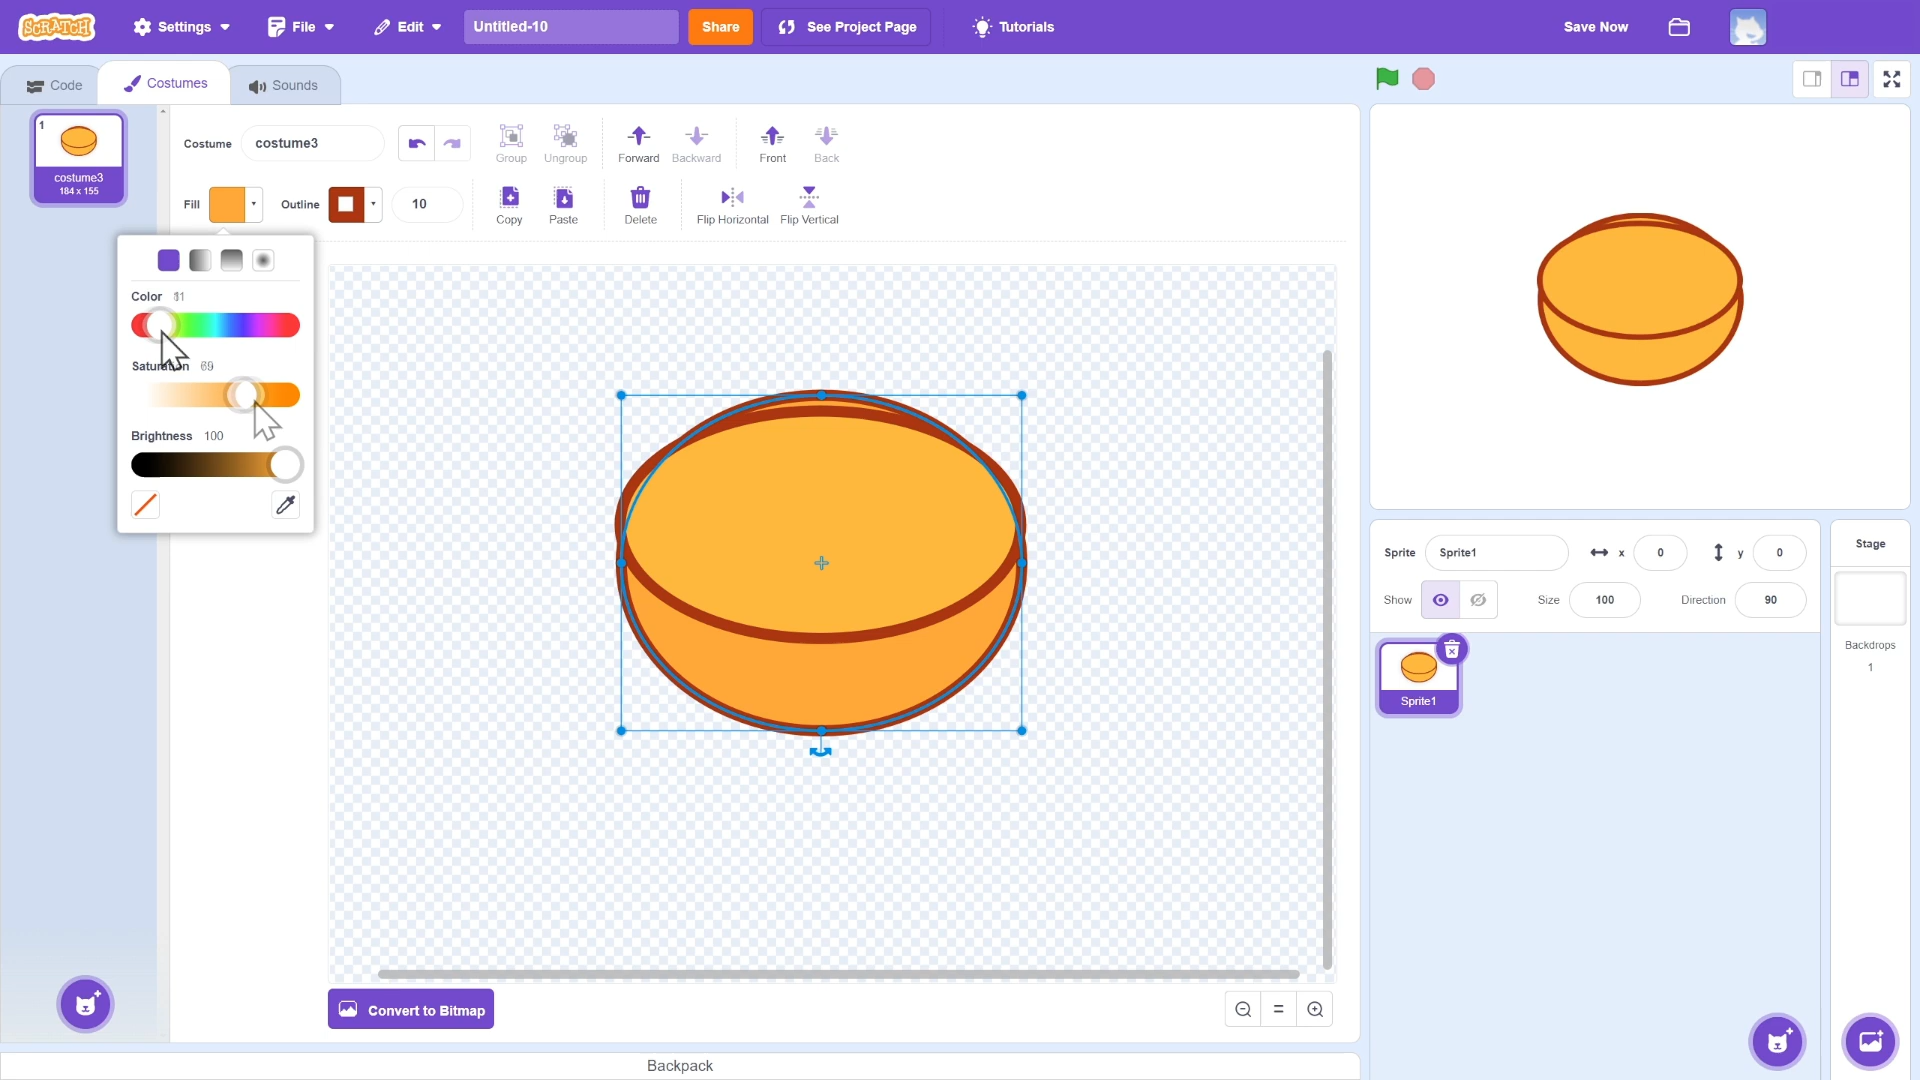 SCRATCH
Settings
File
Edit
Untitled-10
Share
See Project Page
Tutorials
Save Now
Code
Costumes
Sounds
1
costume3
184 x 155
Costume
costume3
Group
Ungroup
Forward
Backward
Front
Back
Fill
Outline
10
Copy
Paste
Delete
Flip Horizontal
Flip Vertical
Color
Saturation 69
Brightness 100
Convert to Bitmap
Backpack
Sprite
Sprite1
x
0
y
0
Show
Size
100
Direction
90
Sprite1
Stage
Backdrops
1